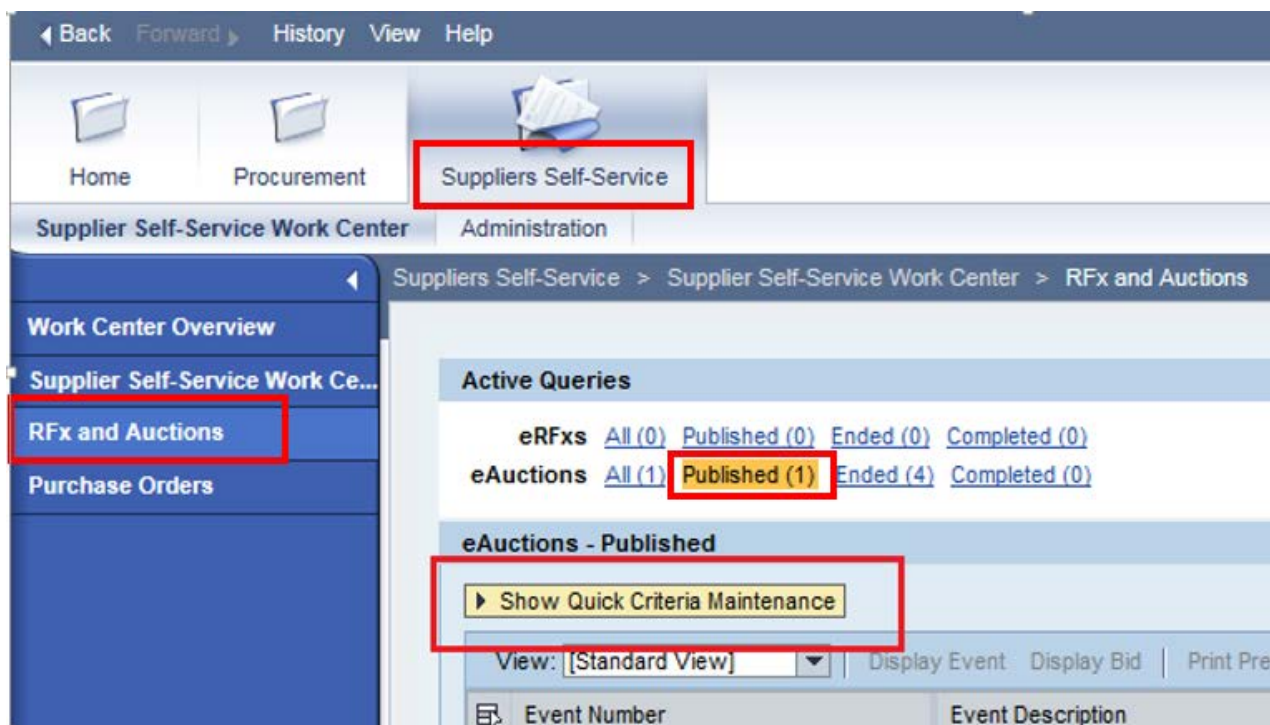 Back Forward History View Help
Home Procurement Suppliers Self-Service
Supplier Self-Service Work Center Administration
Suppliers Self-Service > Supplier Self-Service Work Center > RFx and Auctions
Work Center Overview
Supplier Self-Service Work Ce...
RFx and Auctions
Purchase Orders
Active Queries
eRFxs All (0) Published (0) Ended (0) Completed (0)
eAuctions All (1) Published (1) Ended (4) Completed (0)
eAuctions - Published
Show Quick Criteria Maintenance
View: [Standard View] Display Event Display Bid Print Pre
Event Number Event Description